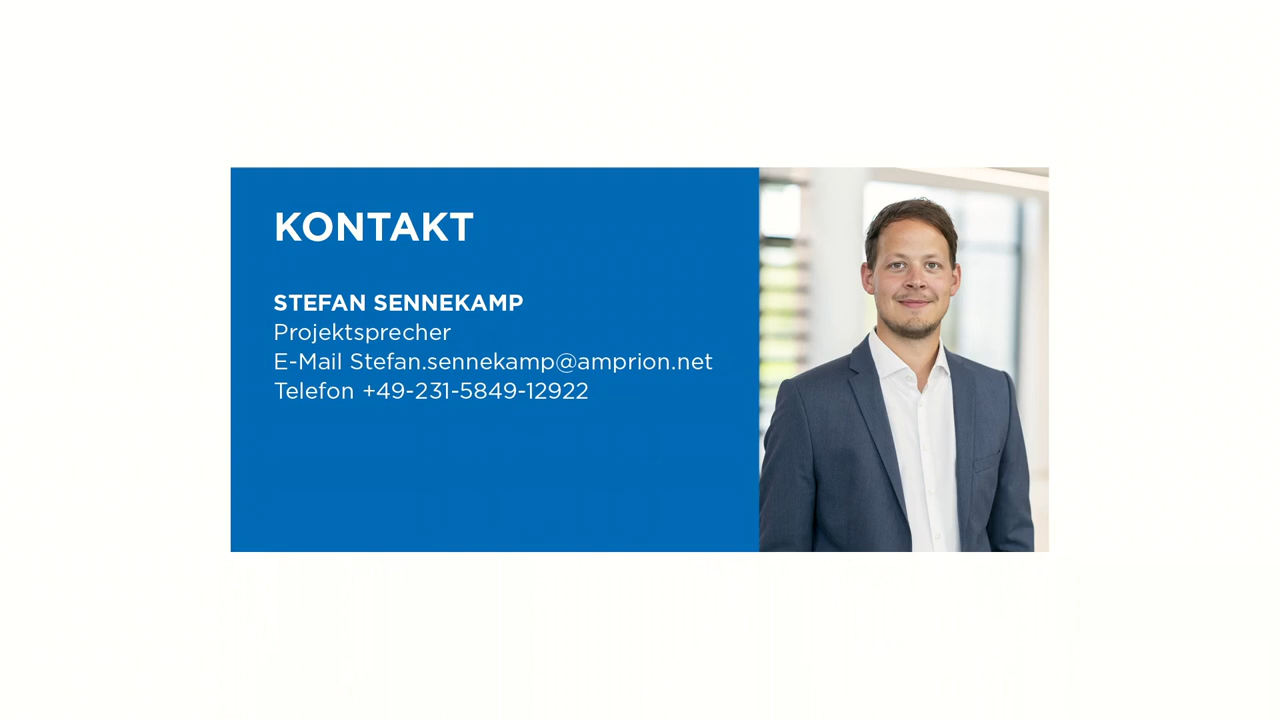 KONTAKT
STEFAN SENNEKAMP
Projektsprecher
E-Mail Stefan.sennekamp@amprion.net
Telefon +49-231-5849-12922